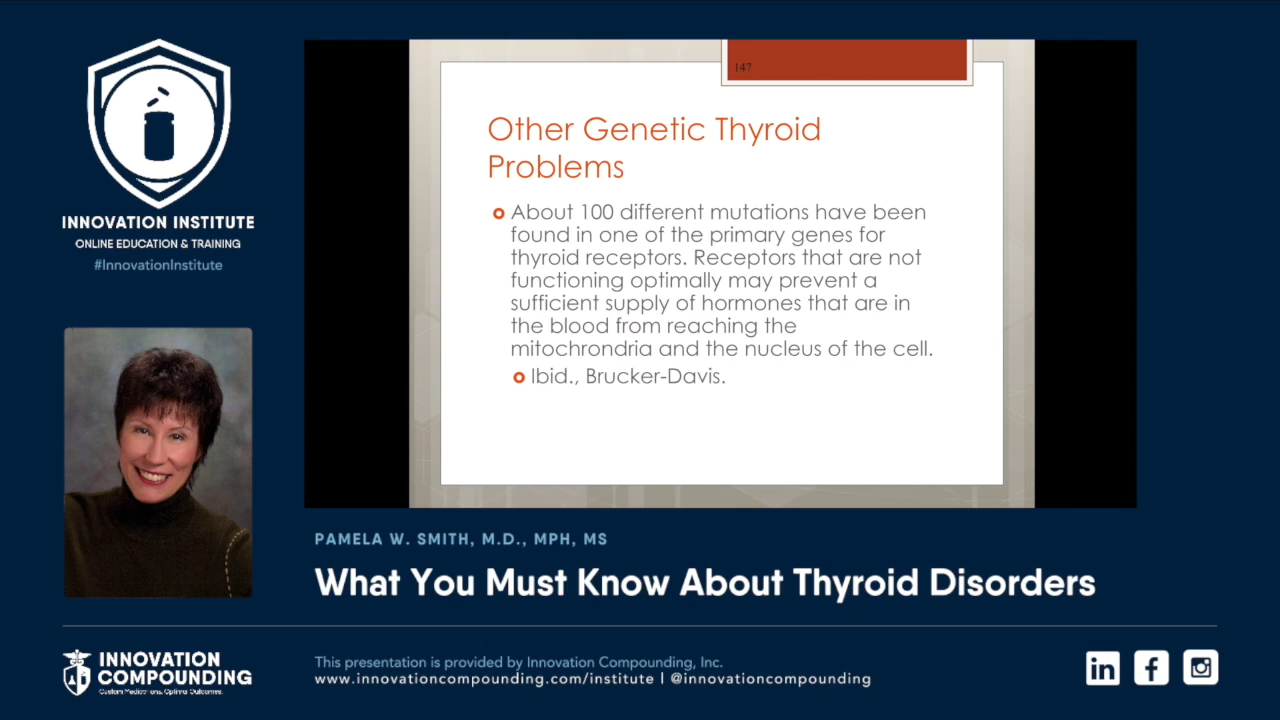 INNOVATION INSTITUTE
ONLINE EDUCATION & TRAINING
#InnovationInstitute
147
Other Genetic Thyroid
Problems
About 100 different mutations have been
found in one of the primary genes for
thyroid receptors. Receptors that are not
functioning optimally may prevent a
sufficient supply of hormones that are in
the blood from reaching the
mitochrondria and the nucleus of the cell.
Ibid., Brucker-Davis.
PAMELA W. SMITH, M.D., MPH, MS
What You Must Know About Thyroid Disorders
INNOVATION
COMPOUNDING
Custom Medications. Optimal Outcomes.
This presentation is provided by Innovation Compounding, Inc.
www.innovationcompounding.com/institute | @innovationcompounding
in
f